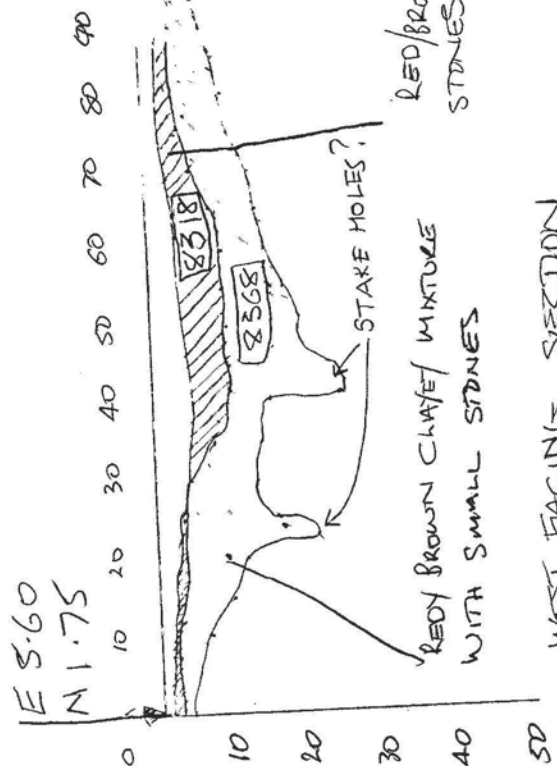 E 5.60
N 1.75
10 20 30 40 50 60 70 80 90
0
10
20
30
40
50
8318
8368
STAKE HOLES?
REDY BROWN CLAYEY MIXTURE
WITH SMALL STONES
RED/BRO
STONES
WEST FACING SECTION